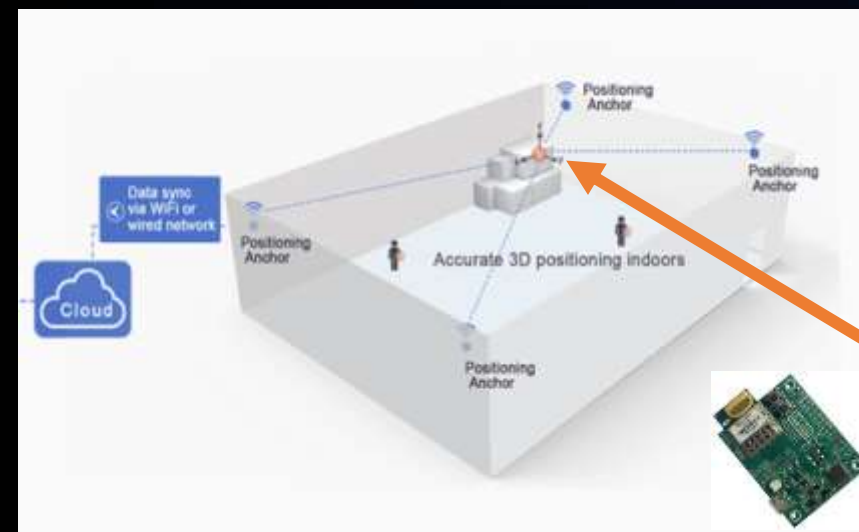 Positioning
Anchor
Positioning
Anchor
Data sync
via WiFi or
wired network
Positioning
Anchor
Accurate 3D positioning indoors
Cloud
Positioning
Anchor